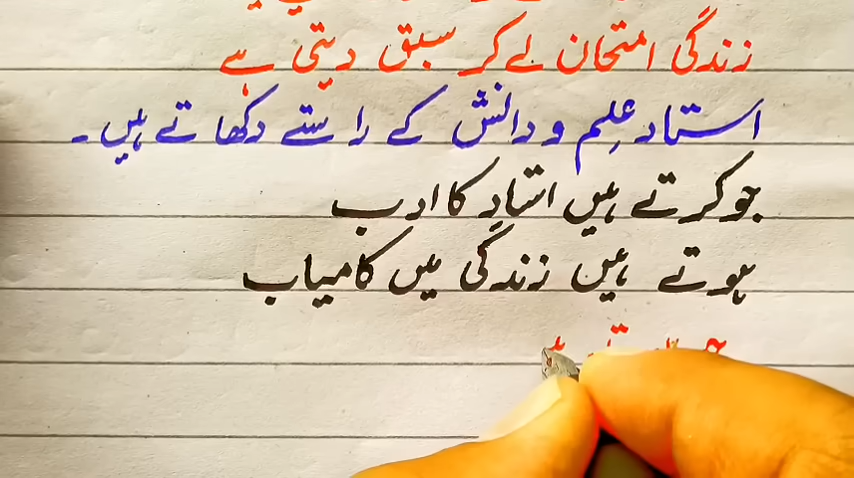 زندگی امتحان لے کر سبق دیتی ہے
استاد علِم و دانش کے راستے دکھاتے ہیں۔
جو کرتے ہیں استاد کا ادب
ہوتے ہیں زندگی میں کامیاب